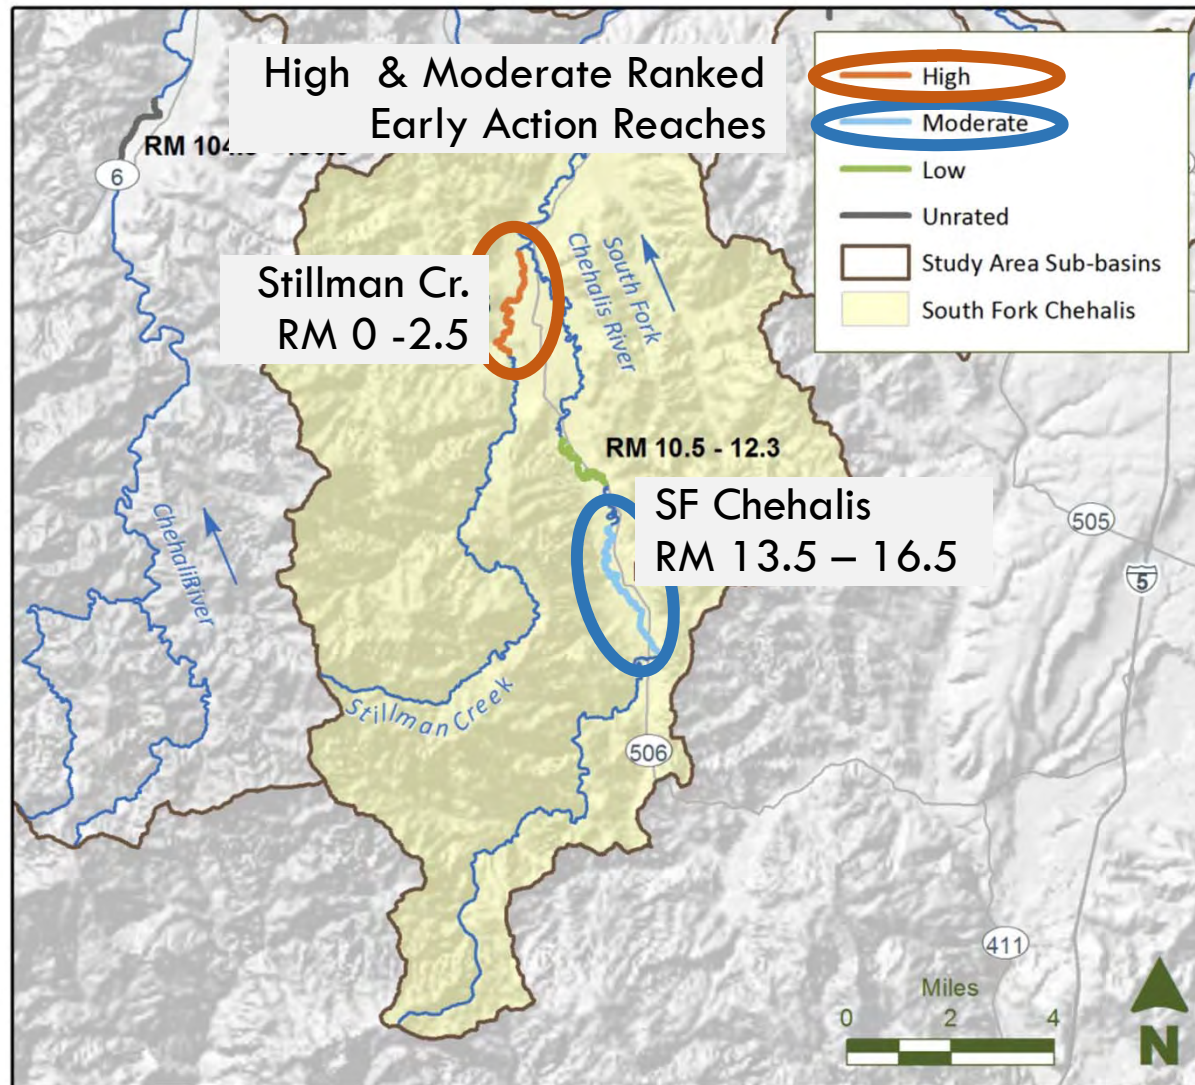 High & Moderate Ranked
Early Action Reaches
High
Moderate
Low
Unrated
Study Area Sub-basins
South Fork Chehalis
RM
6
South Fork
Chehalis River
Stillman Cr.
RM 0 -2.5
RM 10.5 - 12.3
SF Chehalis
RM 13.5 – 16.5
505
5
ChehaliRiver
Stillman Creek
506
411
Miles
0 2 4
N